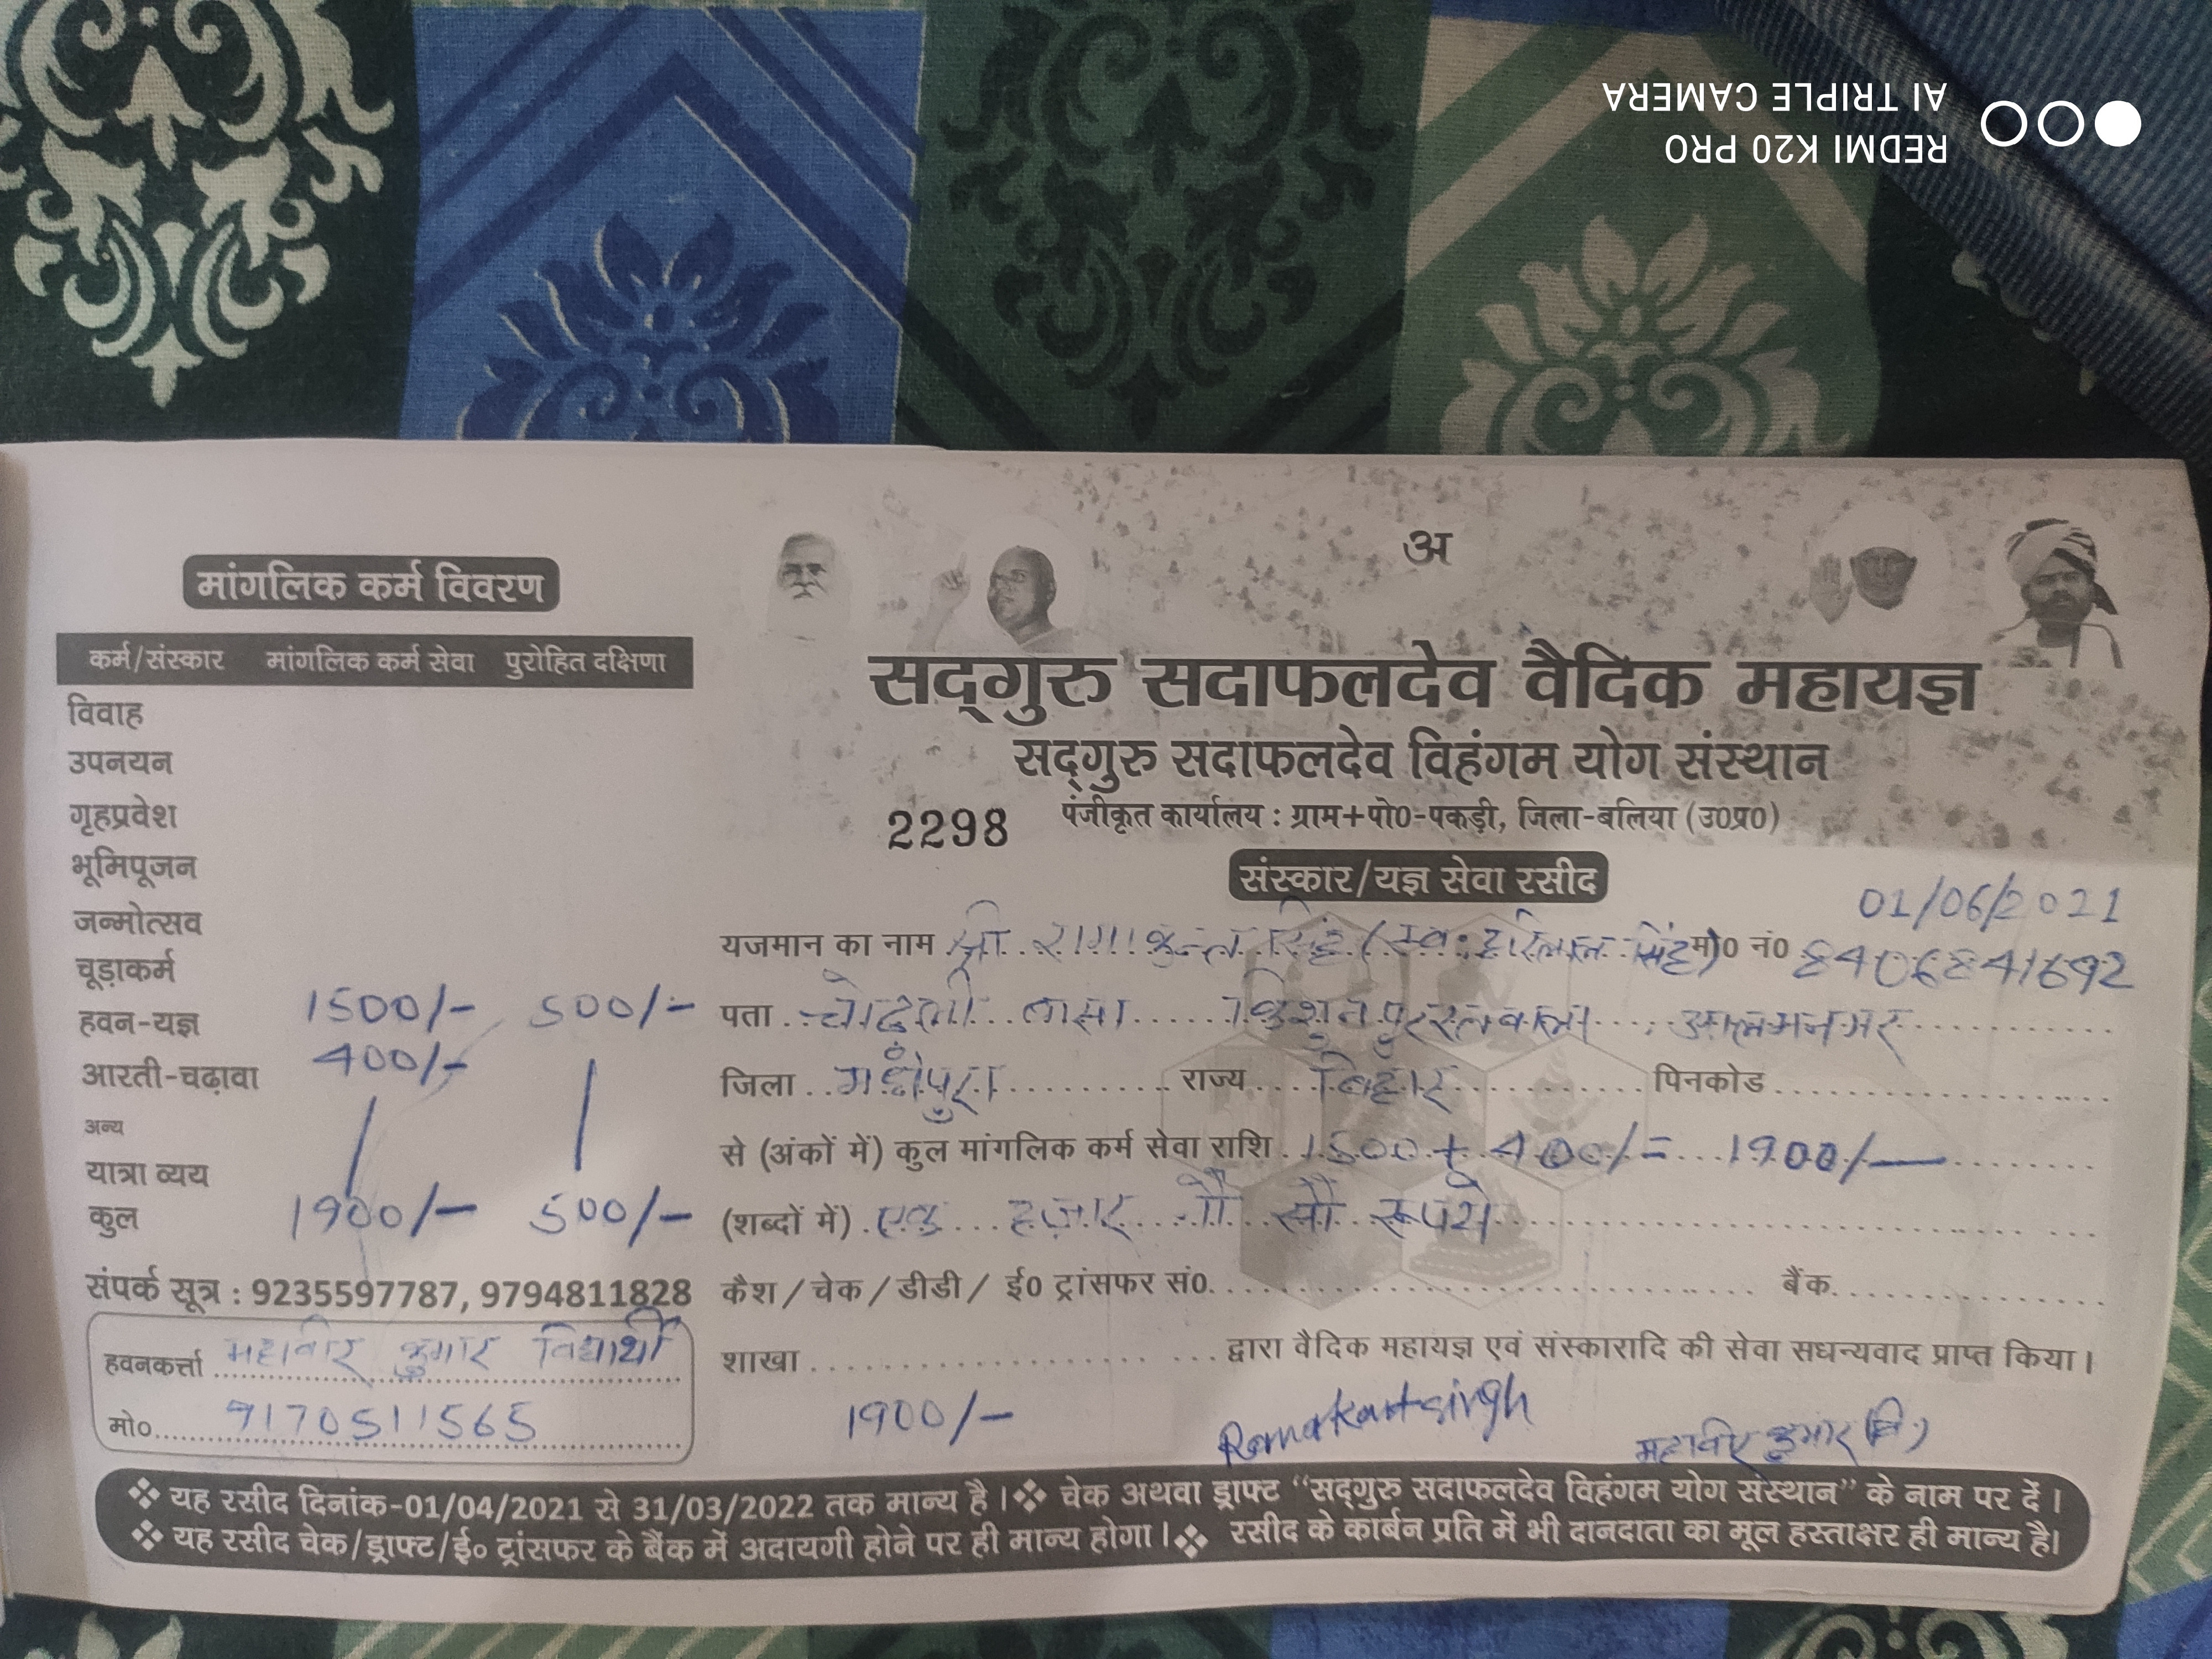 REDMI K20 PRO
AI TRIPLE CAMERA
अ
सद्गुरु सदाफलदेव वैदिक महायज्ञ
सद्गुरु सदाफलदेव विहंगम योग संस्थान
2298 पंजीकृत कार्यालय : ग्राम+पो0-पकड़ी, जिला-बलिया (उ0प्र0)
संस्कार/यज्ञ सेवा रसीद
01/06/2021
यजमान का नाम श्री रामाकान्त सिंह (स्व० हरिलाल सिंह) मो0 नं0 8406841692
पता चौढ़ली वासा किशुनपुर रतवारा आलमनगर
जिला मधेपुरा राज्य बिहार पिनकोड
से (अंकों में) कुल मांगलिक कर्म सेवा राशि 1500 + 400/= 1900/-
(शब्दों में) एक हजार नौ सौ रूपये
कैश / चेक / डीडी / ई0 ट्रांसफर सं0. बैंक
शाखा द्वारा वैदिक महायज्ञ एवं संस्कारादि की सेवा सधन्यवाद प्राप्त किया।
1900/- Ramakant singh महावीर कुमार (वि०)
मांगलिक कर्म विवरण
कर्म/संस्कार मांगलिक कर्म सेवा पुरोहित दक्षिणा
विवाह
उपनयन
गृहप्रवेश
भूमिपूजन
जन्मोत्सव
चूड़ाकर्म
हवन-यज्ञ 1500/- 500/-
आरती-चढ़ावा 400/-
अन्य
यात्रा व्यय
कुल 1900/- 500/-
संपर्क सूत्र : 9235597787, 9794811828
हवनकर्त्ता महावीर कुमार विद्यार्थी
मो० 9170511565
❖ यह रसीद दिनांक-01/04/2021 से 31/03/2022 तक मान्य है। ❖ चेक अथवा ड्राफ्ट “सद्गुरु सदाफलदेव विहंगम योग संस्थान” के नाम पर दें।
❖ यह रसीद चेक/ड्राफ्ट/ई० ट्रांसफर के बैंक में अदायगी होने पर ही मान्य होगा। ❖ रसीद के कार्बन प्रति में भी दानदाता का मूल हस्ताक्षर ही मान्य है।